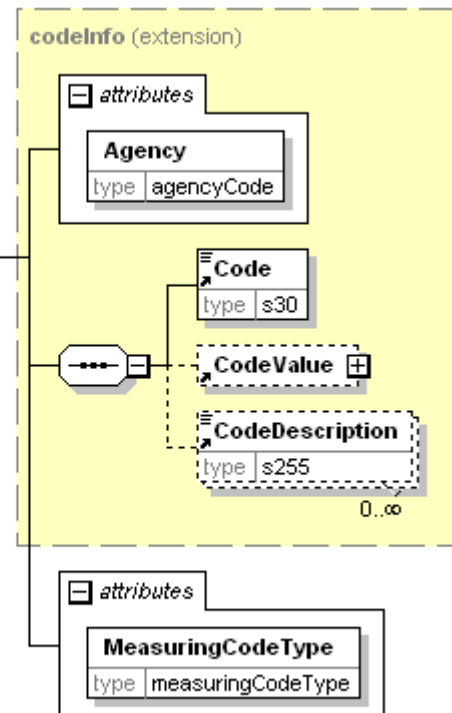 codeInfo (extension)
attributes
Agency
type agencyCode
Code
type s30
CodeValue
CodeDescription
type s255
0..∞
attributes
MeasuringCodeType
type measuringCodeType